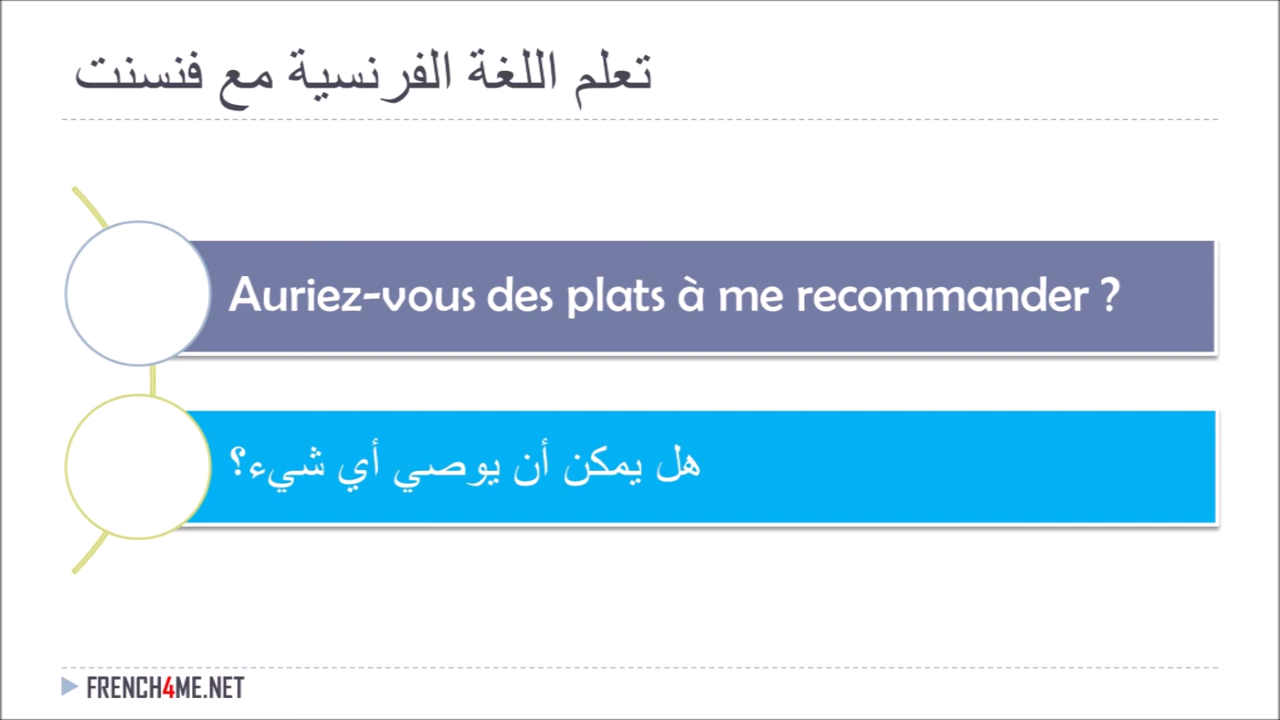 تعلم اللغة الفرنسية مع فنسنت
Auriez-vous des plats à me recommander ?
هل يمكن أن يوصي أي شيء؟
FRENCH4ME.NET